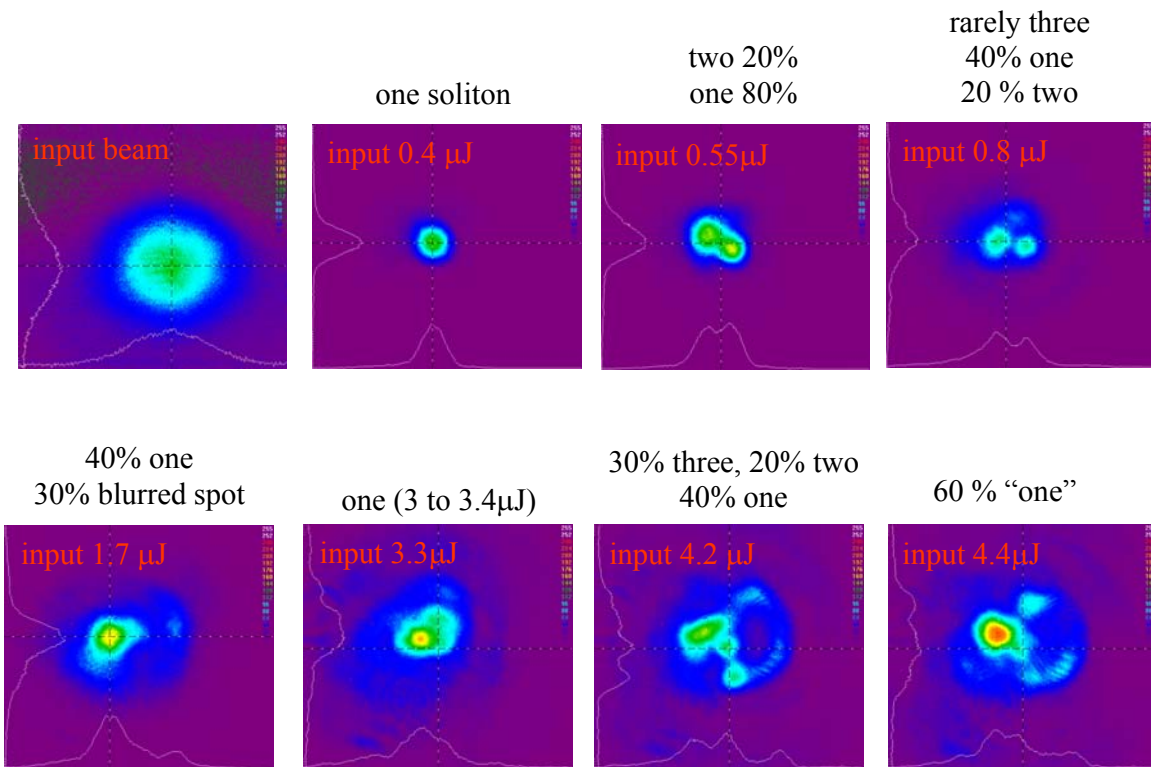 one soliton
two 20%
one 80%
rarely three
40% one
20 % two
input beam
input 0.4 μJ
input 0.55μJ
input 0.8 μJ
40% one
30% blurred spot
one (3 to 3.4μJ)
30% three, 20% two
40% one
60 % “one”
input 1.7 μJ
input 3.3μJ
input 4.2 μJ
input 4.4μJ